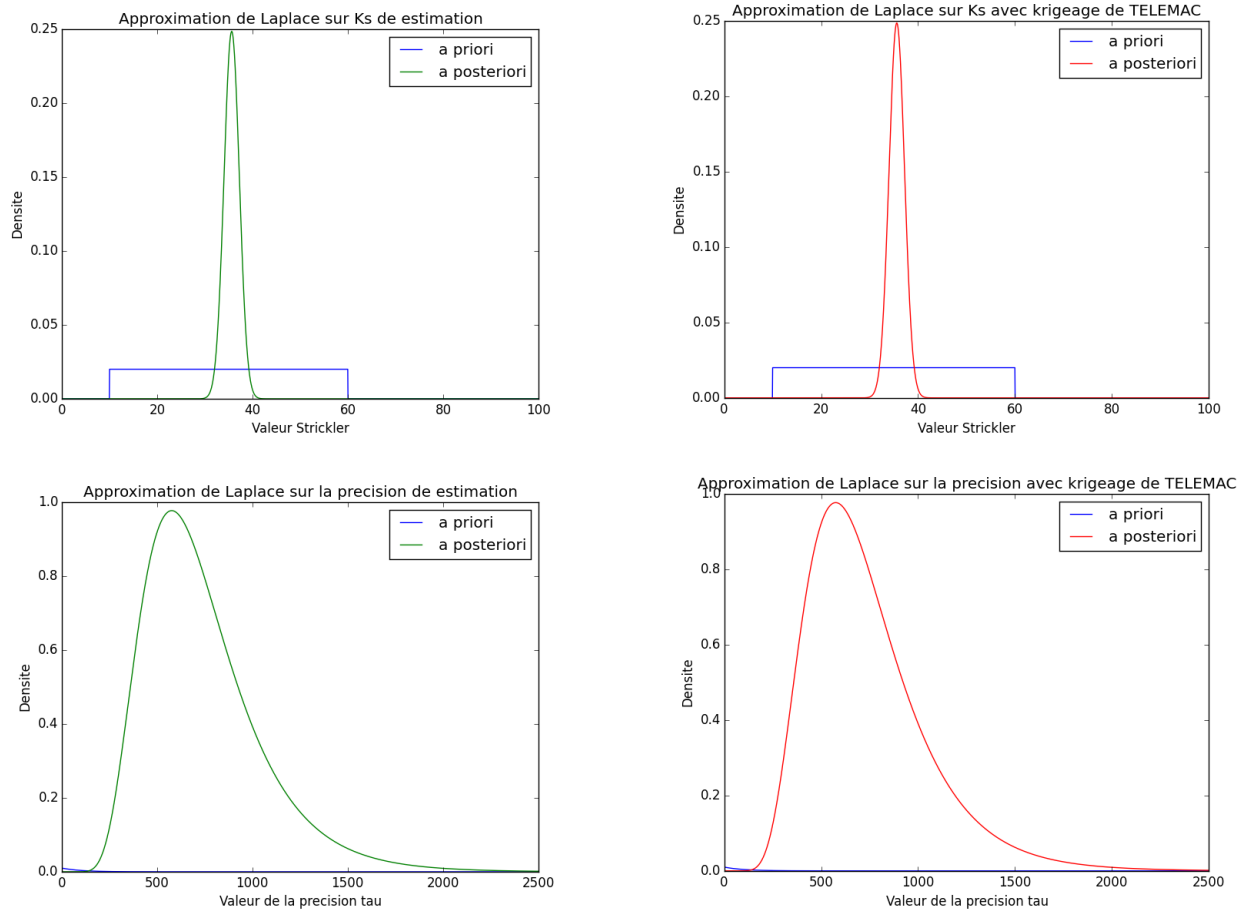 Approximation de Laplace sur Ks de estimation
0.25
0.20
0.15
0.10
0.05
0.00
Densite
a priori
a posteriori
0 20 40 60 80 100
Valeur Strickler
Approximation de Laplace sur Ks avec krigeage de TELEMAC
0.25
0.20
0.15
0.10
0.05
0.00
Densite
a priori
a posteriori
0 20 40 60 80 100
Valeur Strickler
Approximation de Laplace sur la precision de estimation
1.0
0.8
0.6
0.4
0.2
0.0
Densite
a priori
a posteriori
0 500 1000 1500 2000 2500
Valeur de la precision tau
Approximation de Laplace sur la precision avec krigeage de TELEMAC
1.0
0.8
0.6
0.4
0.2
0.0
Densite
a priori
a posteriori
0 500 1000 1500 2000 2500
Valeur de la precision tau